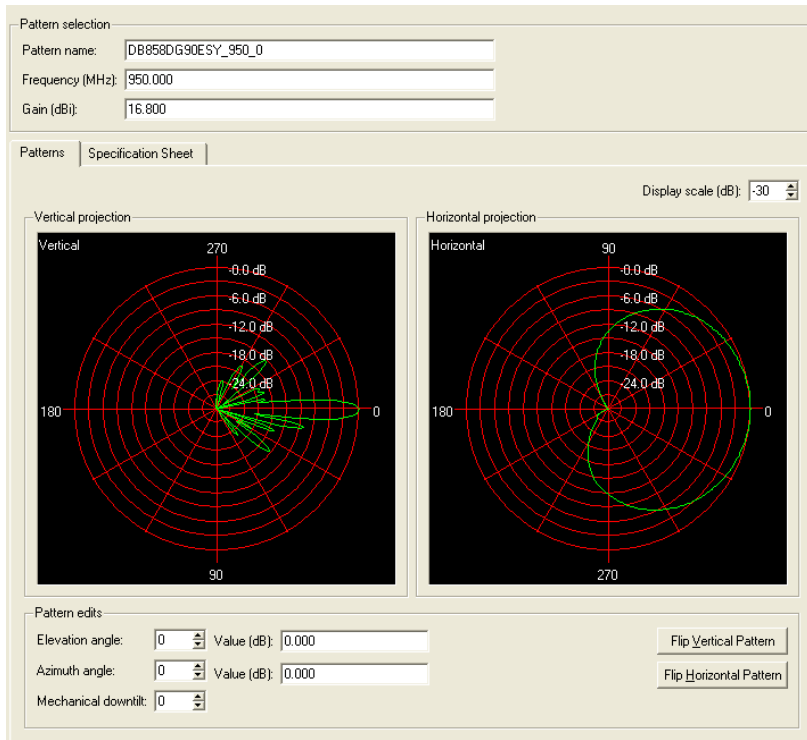 Pattern selection
Pattern name: DB858DG90ESY_950_0
Frequency (MHz): 950.000
Gain (dBi): 16.800
Patterns Specification Sheet
Display scale (dB): -30
Vertical projection
Vertical
270
-0.0 dB
-6.0 dB
-12.0 dB
-18.0 dB
-24.0 dB
180
0
90
Horizontal projection
Horizontal
90
-0.0 dB
-6.0 dB
-12.0 dB
-18.0 dB
-24.0 dB
180
0
270
Pattern edits
Elevation angle: 0 Value (dB): 0.000
Flip Vertical Pattern
Azimuth angle: 0 Value (dB): 0.000
Flip Horizontal Pattern
Mechanical downtilt: 0